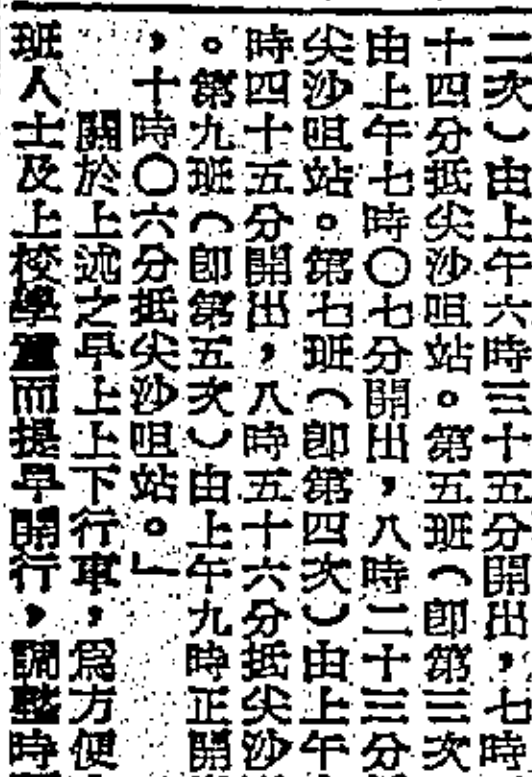 二次）由上午六時三十五分開出，七時
十四分抵尖沙咀站。第五班（即第三次
由上午七時〇七分開出，八時二十三分
尖沙咀站。第七班（即第四次）由上午
時四十五分開出，八時五十六分抵尖沙
。第九班（即第五次）由上午九時正開
，十時〇六分抵尖沙咀站。」
關於上述之早上上下行車，爲方便
班人士及上校學童而提早開行，調整時